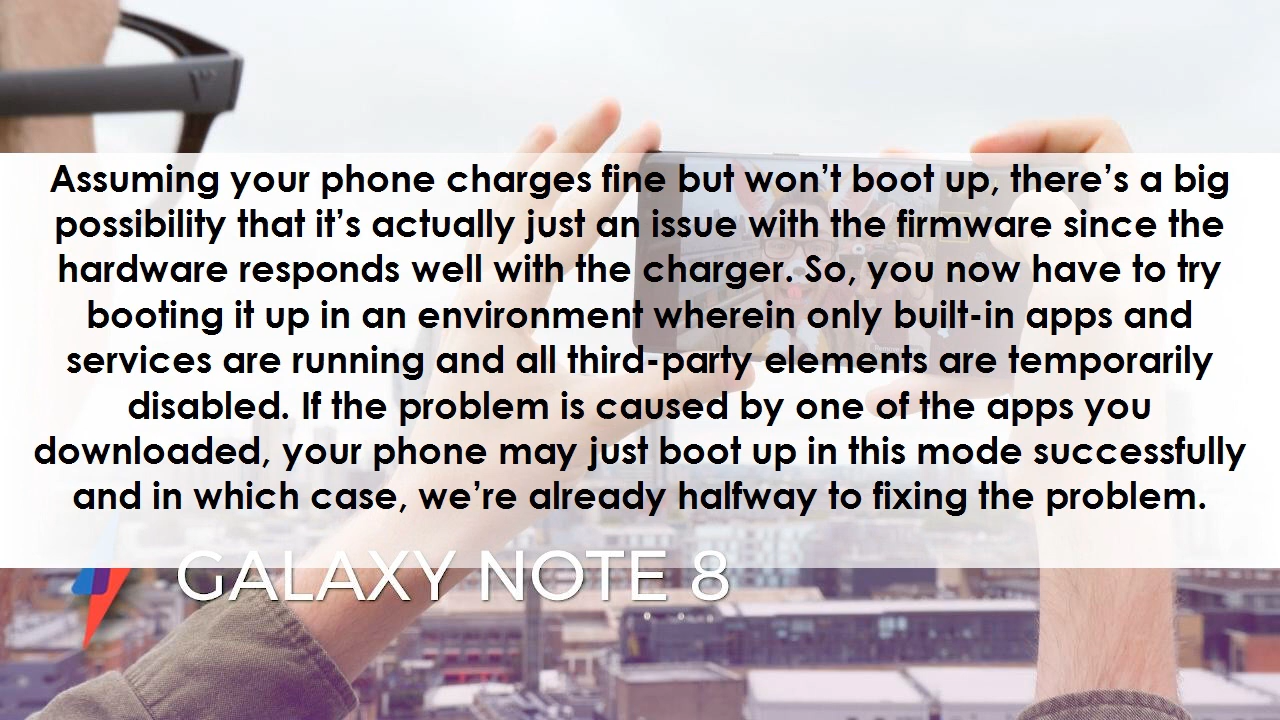 Assuming your phone charges fine but won’t boot up, there’s a big
possibility that it’s actually just an issue with the firmware since the
hardware responds well with the charger. So, you now have to try
booting it up in an environment wherein only built-in apps and
services are running and all third-party elements are temporarily
disabled. If the problem is caused by one of the apps you
downloaded, your phone may just boot up in this mode successfully
and in which case, we’re already halfway to fixing the problem.
GALAXY NOTE 8